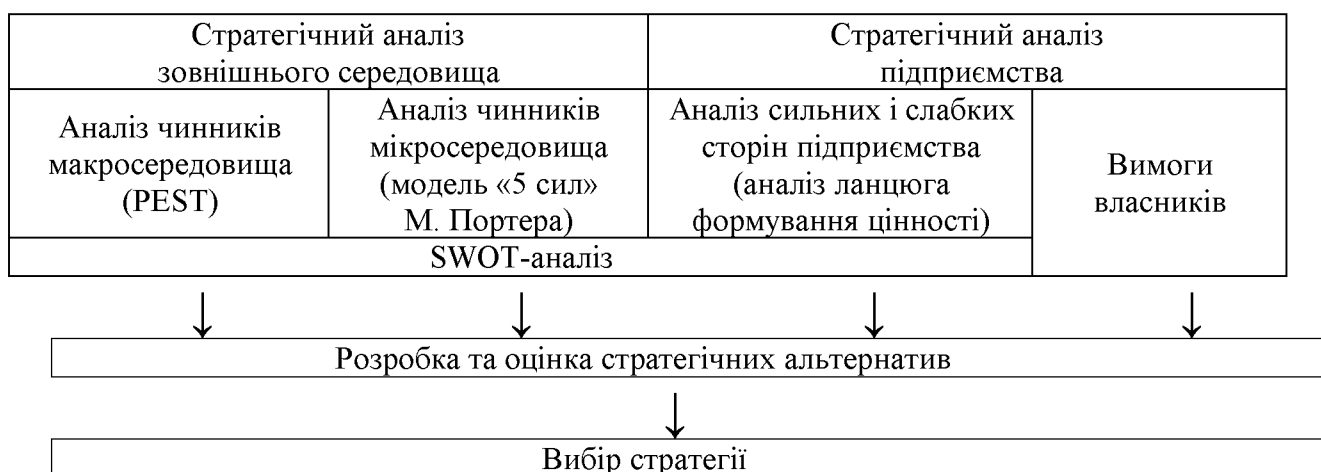 Стратегічний аналіз
зовнішнього середовища
Стратегічний аналіз
підприємства
Аналіз чинників
макросередовища
(PEST)
Аналіз чинників
мікросередовища
(модель «5 сил»
М. Портера)
Аналіз сильних і слабких
сторін підприємства
(аналіз ланцюга
формування цінності)
Вимоги
власників
SWOT-аналіз
Розробка та оцінка стратегічних альтернатив
Вибір стратегії